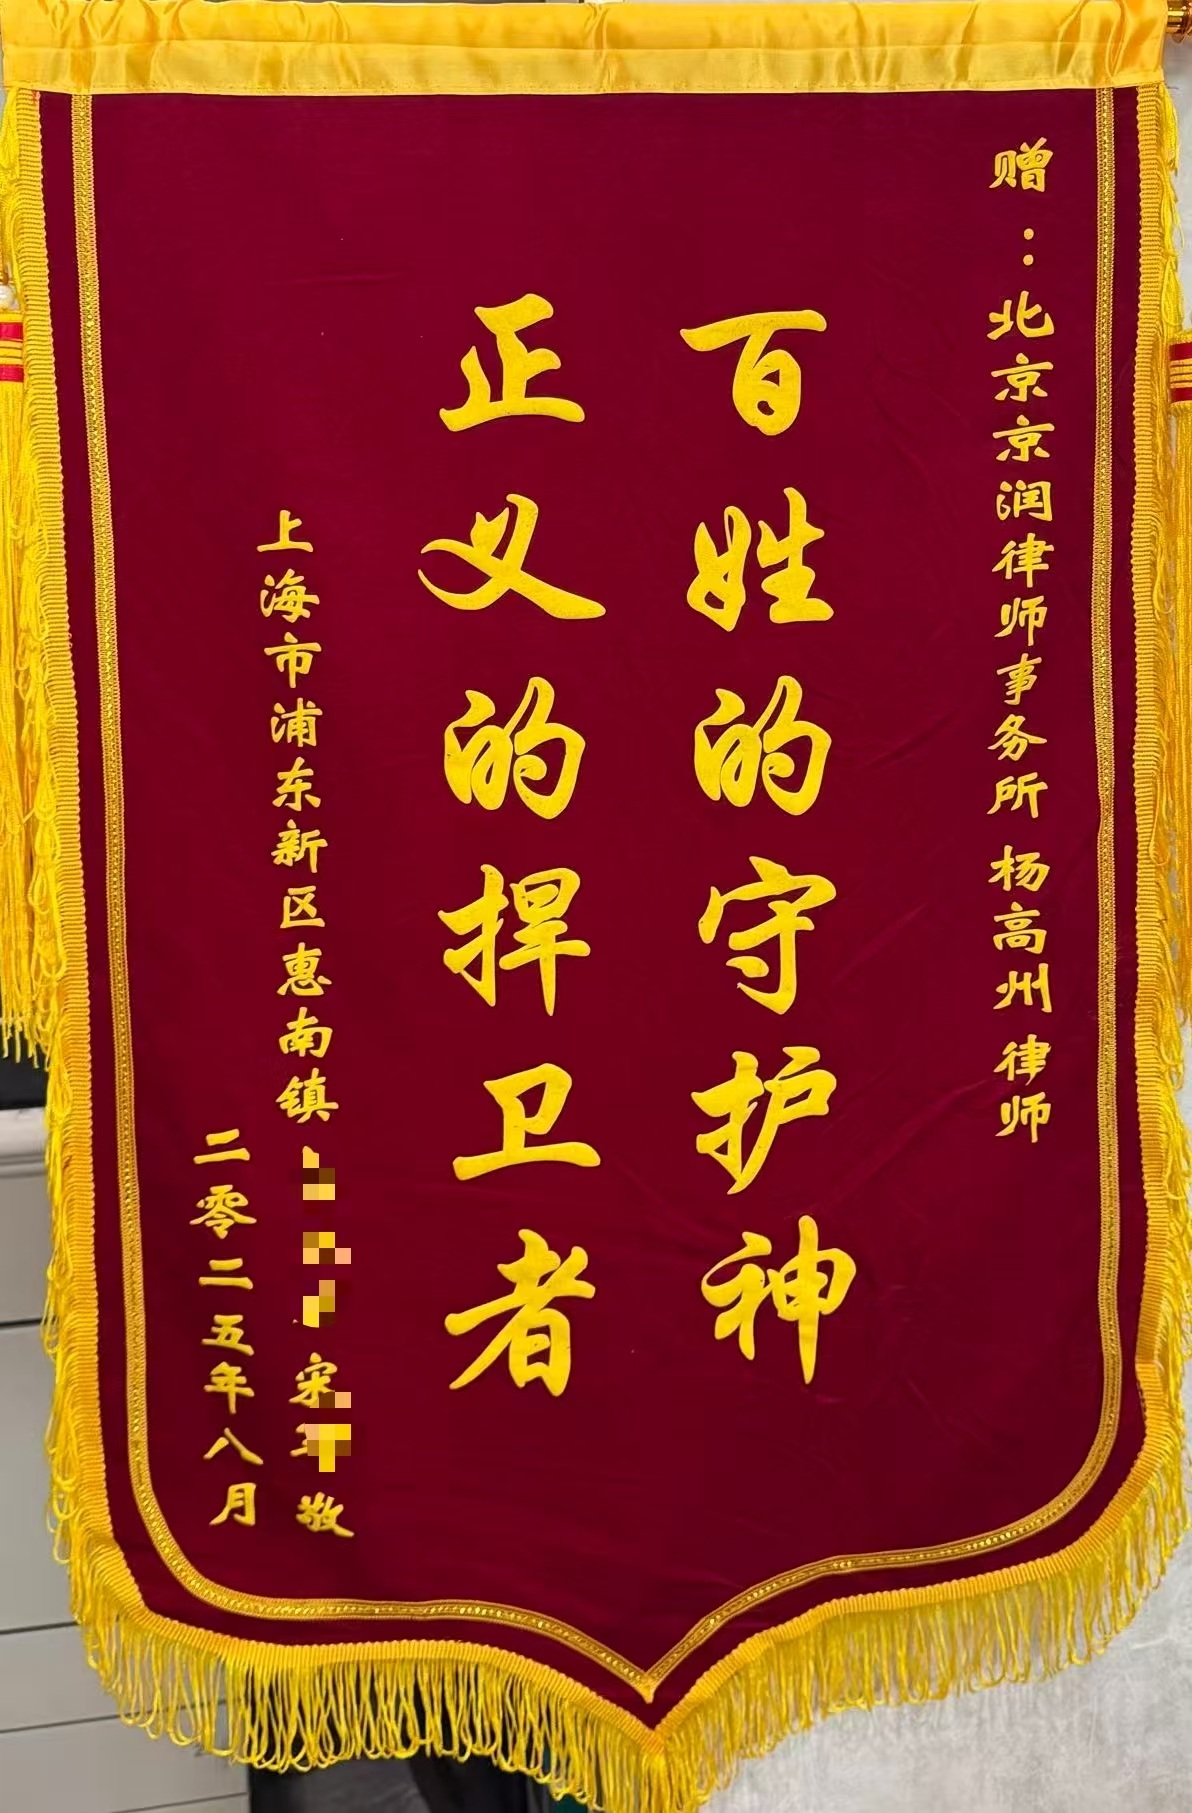 赠：北京京润律师事务所 杨高州 律师
百姓的守护神
正义的捍卫者
上海市浦东新区惠南镇 宋 敬
二零二五年八月